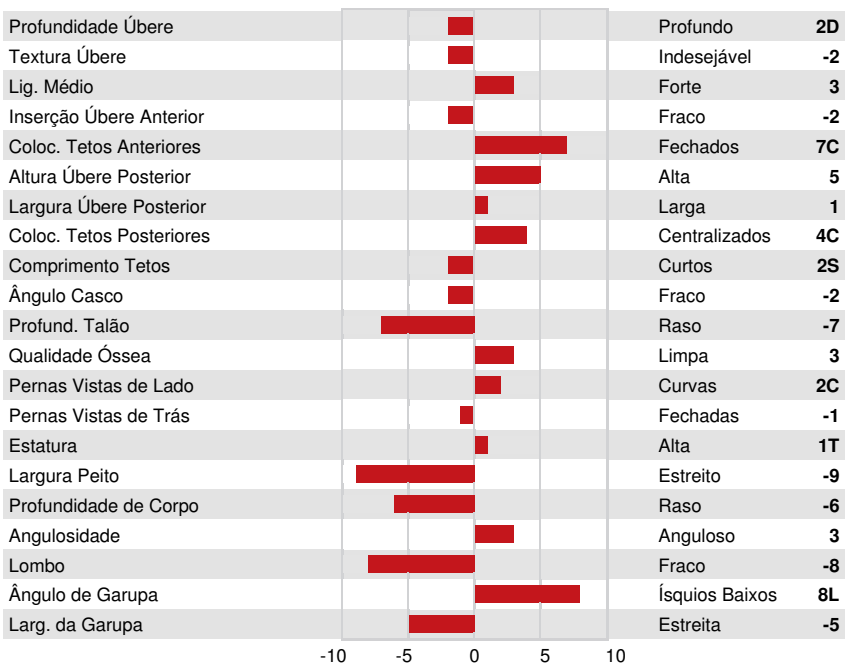 Profundidade Úbere Profundo 2D
Textura Úbere Indesejável -2
Lig. Médio Forte 3
Inserção Úbere Anterior Fraco -2
Coloc. Tetos Anteriores Fechados 7C
Altura Úbere Posterior Alta 5
Largura Úbere Posterior Larga 1
Coloc. Tetos Posteriores Centralizados 4C
Comprimento Tetos Curtos 2S
Ângulo Casco Fraco -2
Profund. Talão Raso -7
Qualidade Óssea Limpa 3
Pernas Vistas de Lado Curvas 2C
Pernas Vistas de Trás Fechadas -1
Estatura Alta 1T
Largura Peito Estreito -9
Profundidade de Corpo Raso -6
Angulosidade Anguloso 3
Lombo Fraco -8
Ângulo de Garupa Ísquios Baixos 8L
Larg. da Garupa Estreita -5
-10 -5 0 5 10